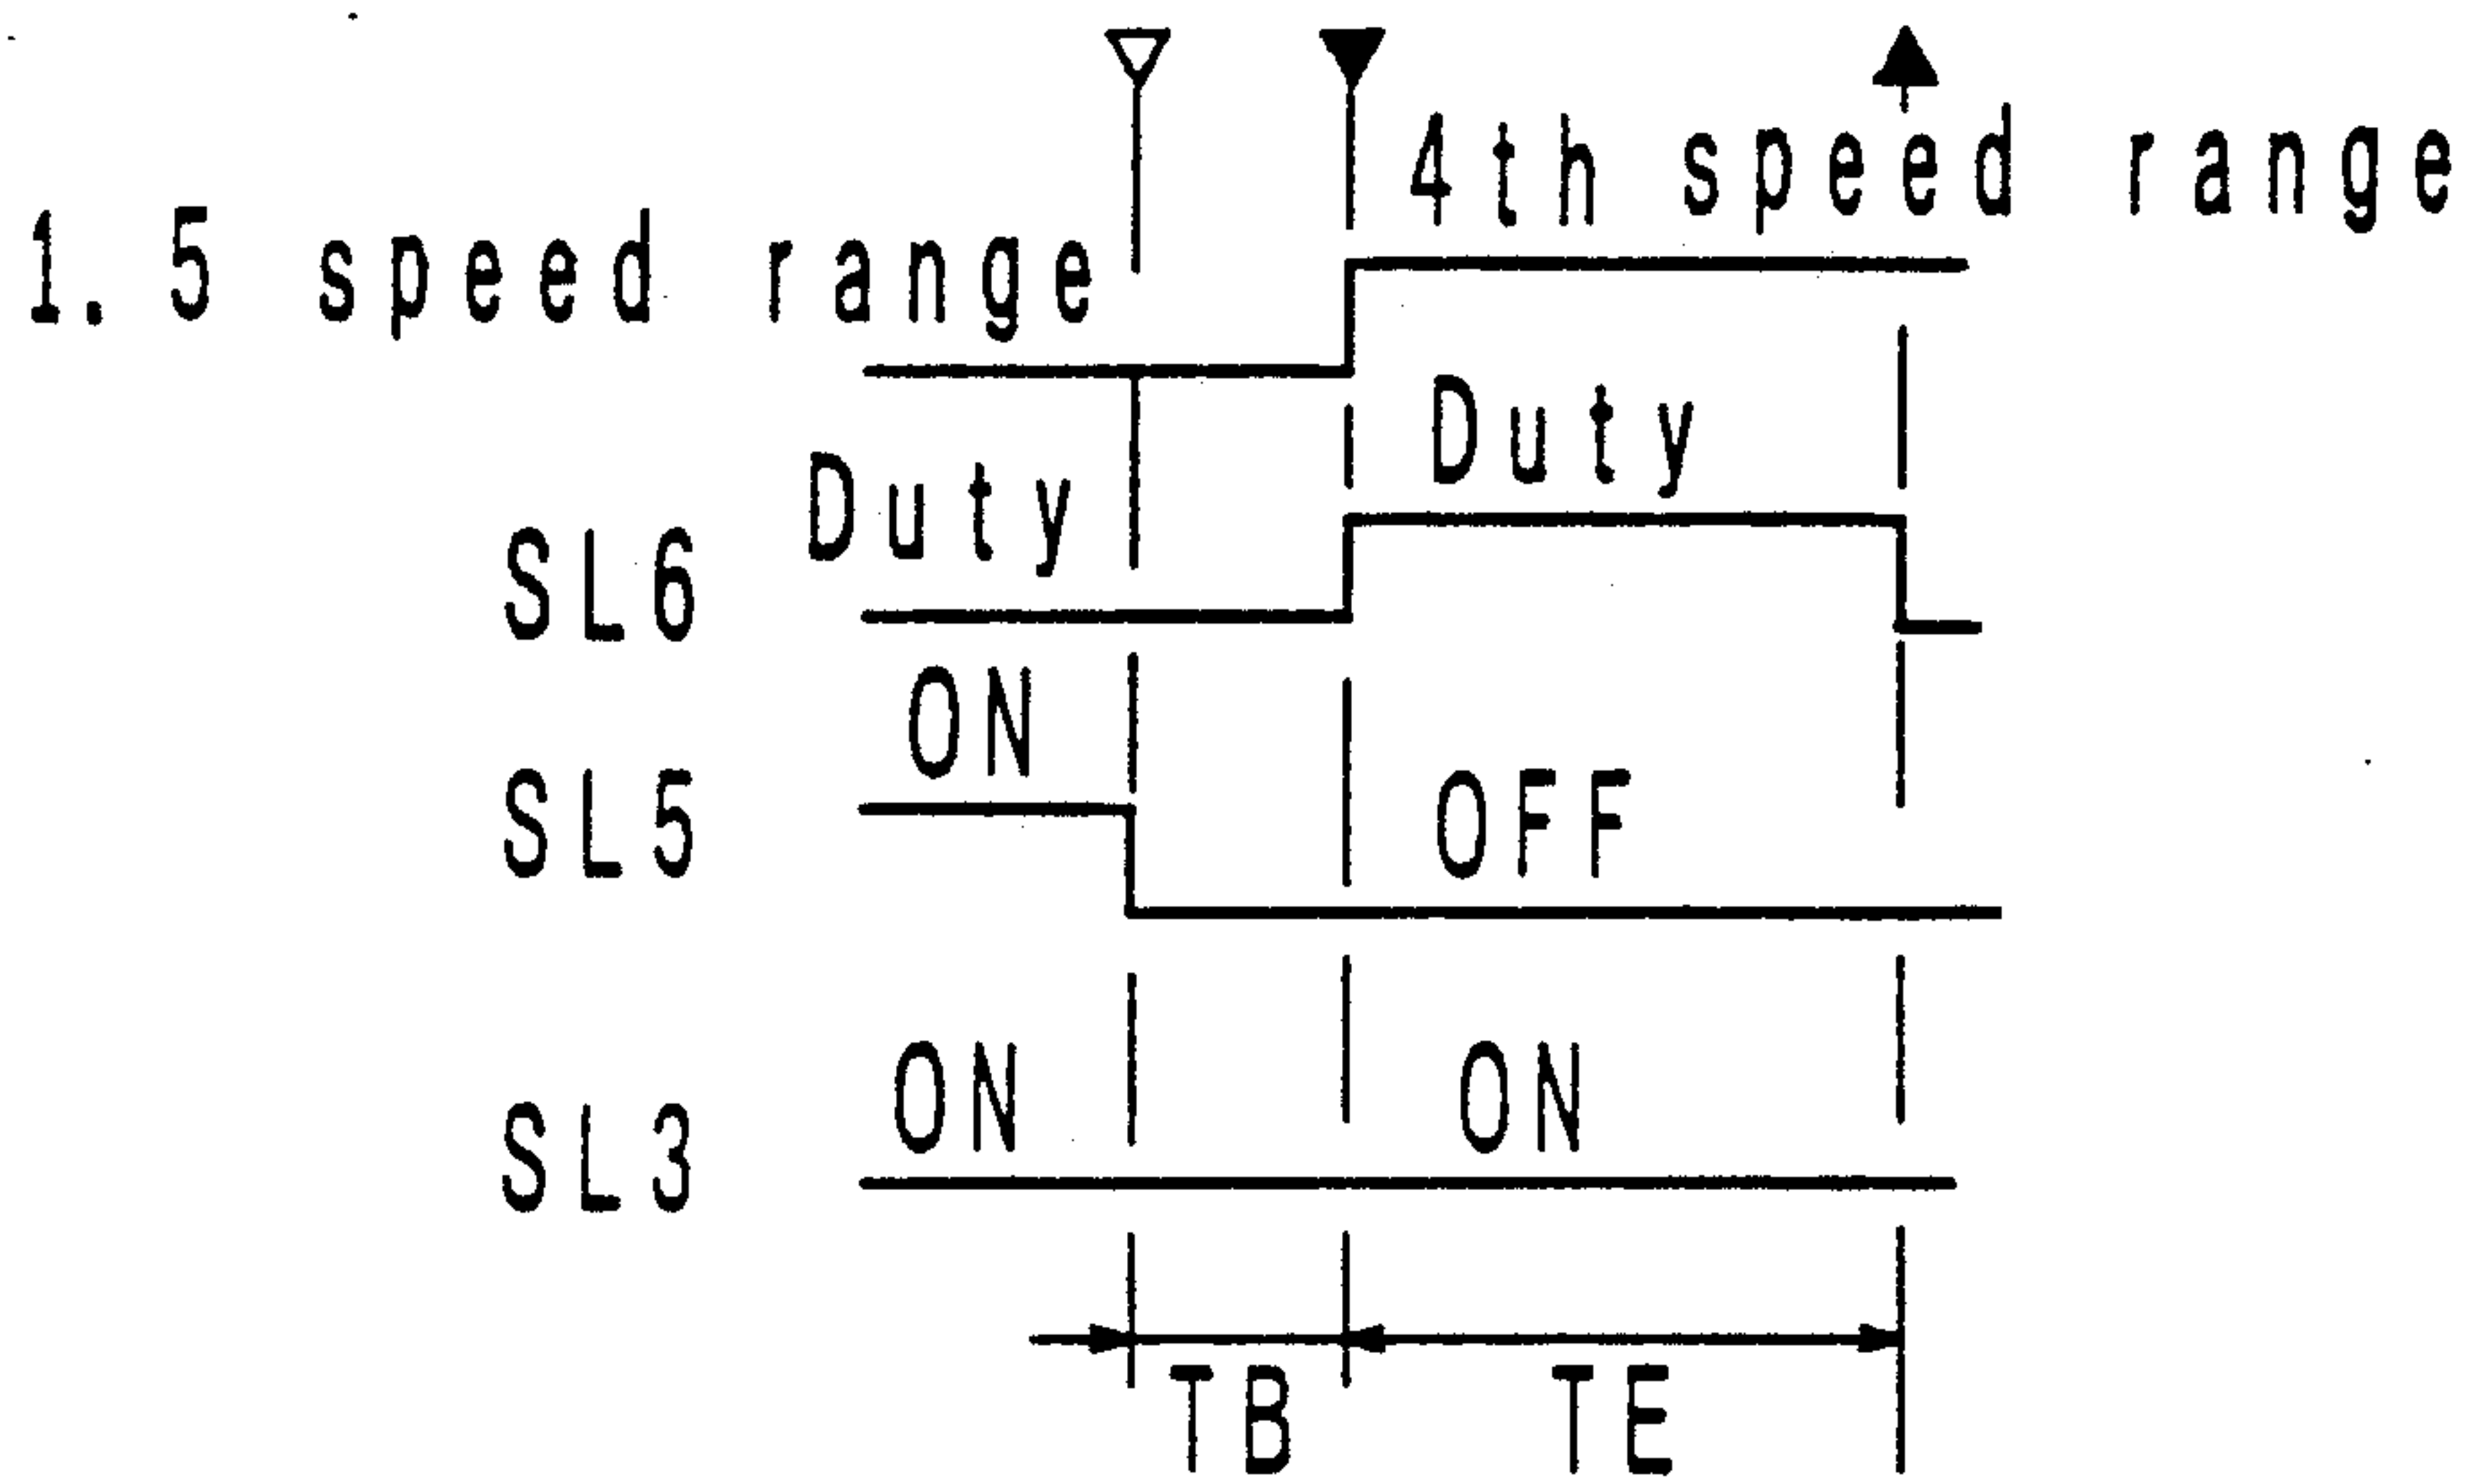 4th speed range
1.5 speed range
Duty
Duty
SL6
ON
SL5
OFF
ON
ON
SL3
TB
TE